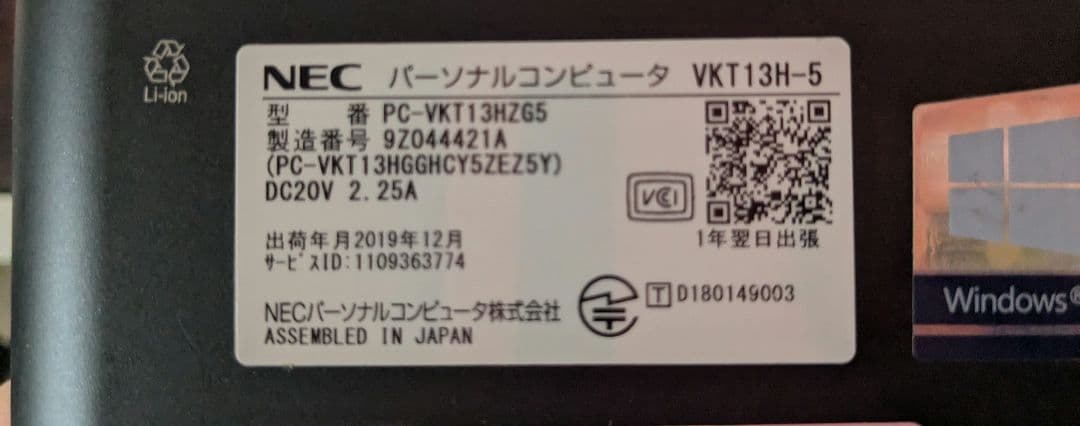 Li-ion
NEC パーソナルコンピュータ VKT13H-5
型 番 PC-VKT13HZG5
製造番号 9Z044421A
(PC-VKT13HGGHCY5ZEZ5Y)
DC20V 2.25A
VCI
1年翌日出張
出荷年月2019年12月
ｻｰﾋﾞｽID:1109363774
T D180149003
NECパーソナルコンピュータ株式会社
ASSEMBLED IN JAPAN
Windows®